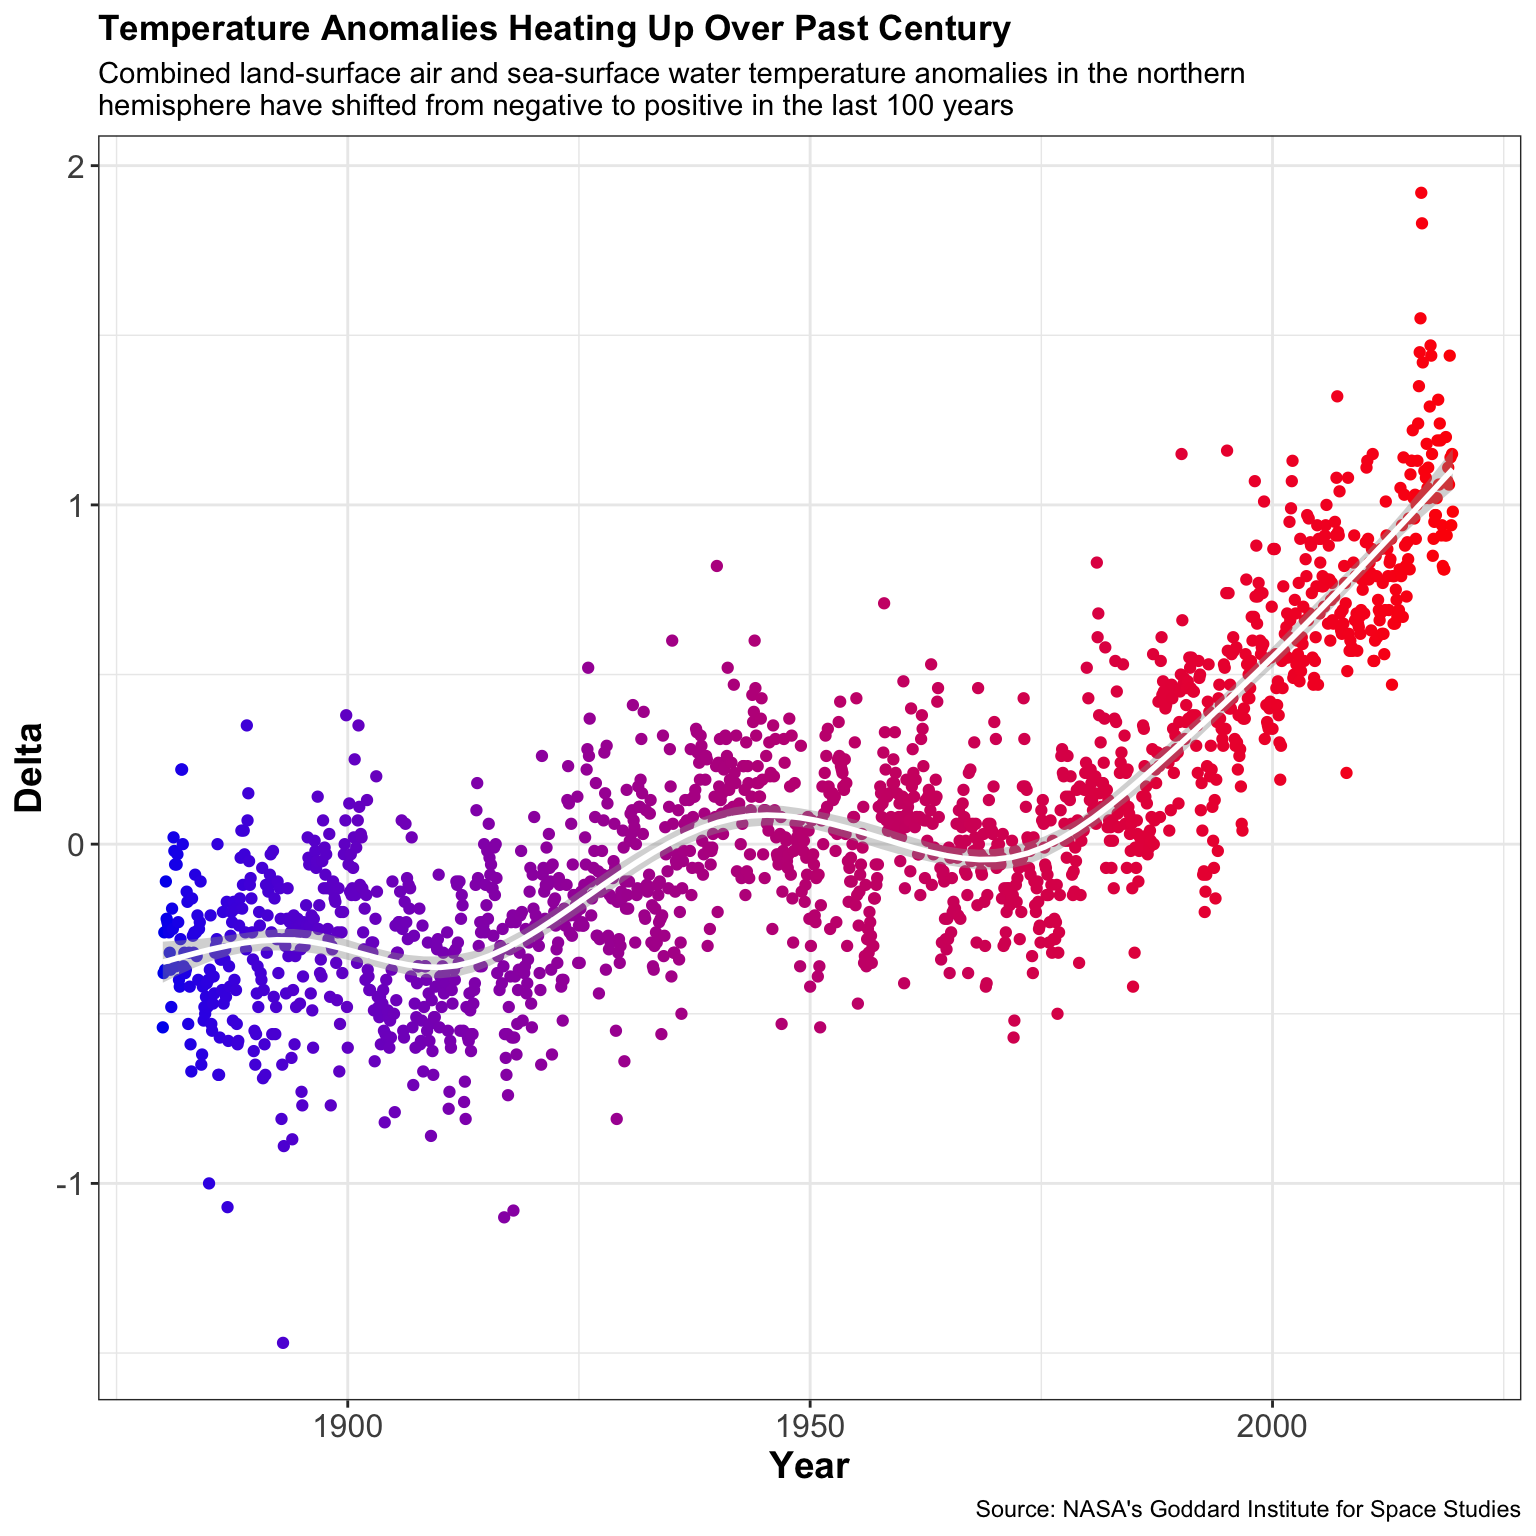 Temperature Anomalies Heating Up Over Past Century
Combined land-surface air and sea-surface water temperature anomalies in the northern
hemisphere have shifted from negative to positive in the last 100 years
2
1
0
-1
Delta
1900
1950
2000
Year
Source: NASA's Goddard Institute for Space Studies